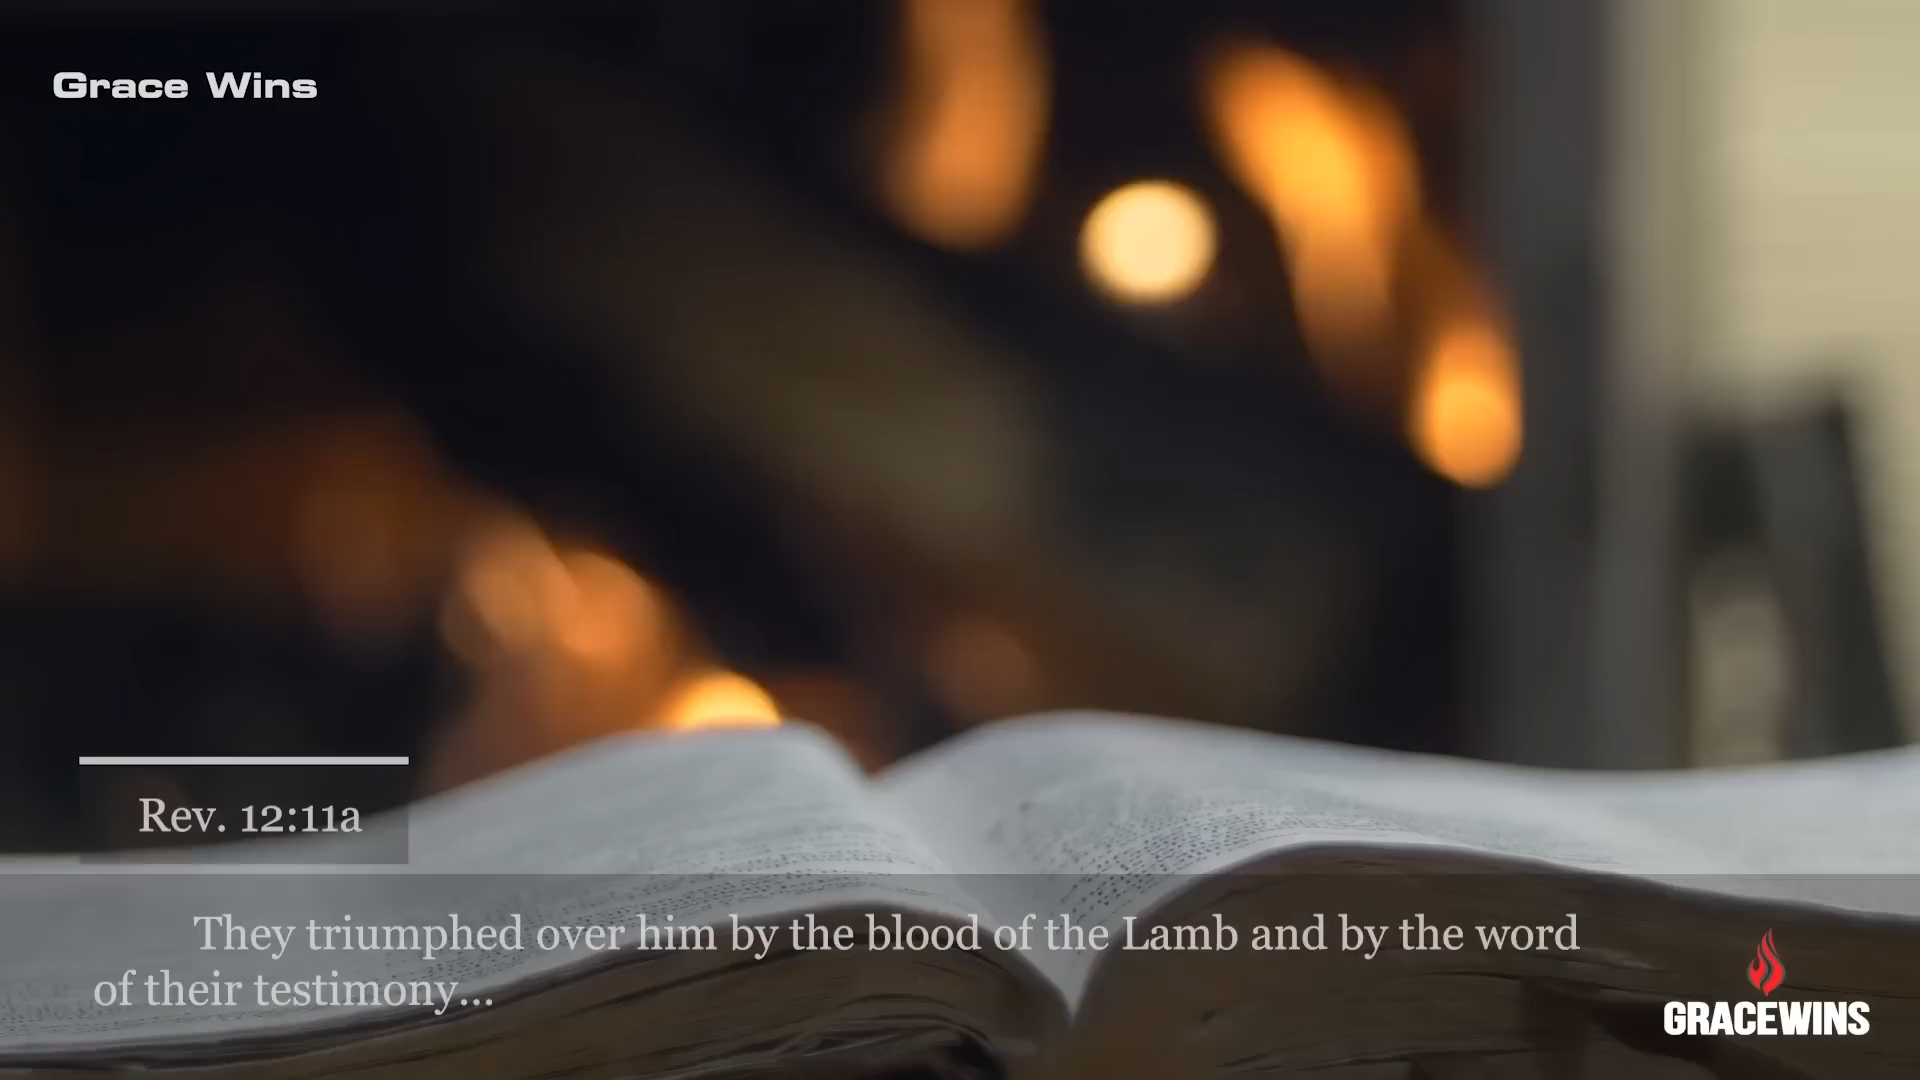 Grace Wins
Rev. 12:11a
They triumphed over him by the blood of the Lamb and by the word
of their testimony...
GRACEWINS